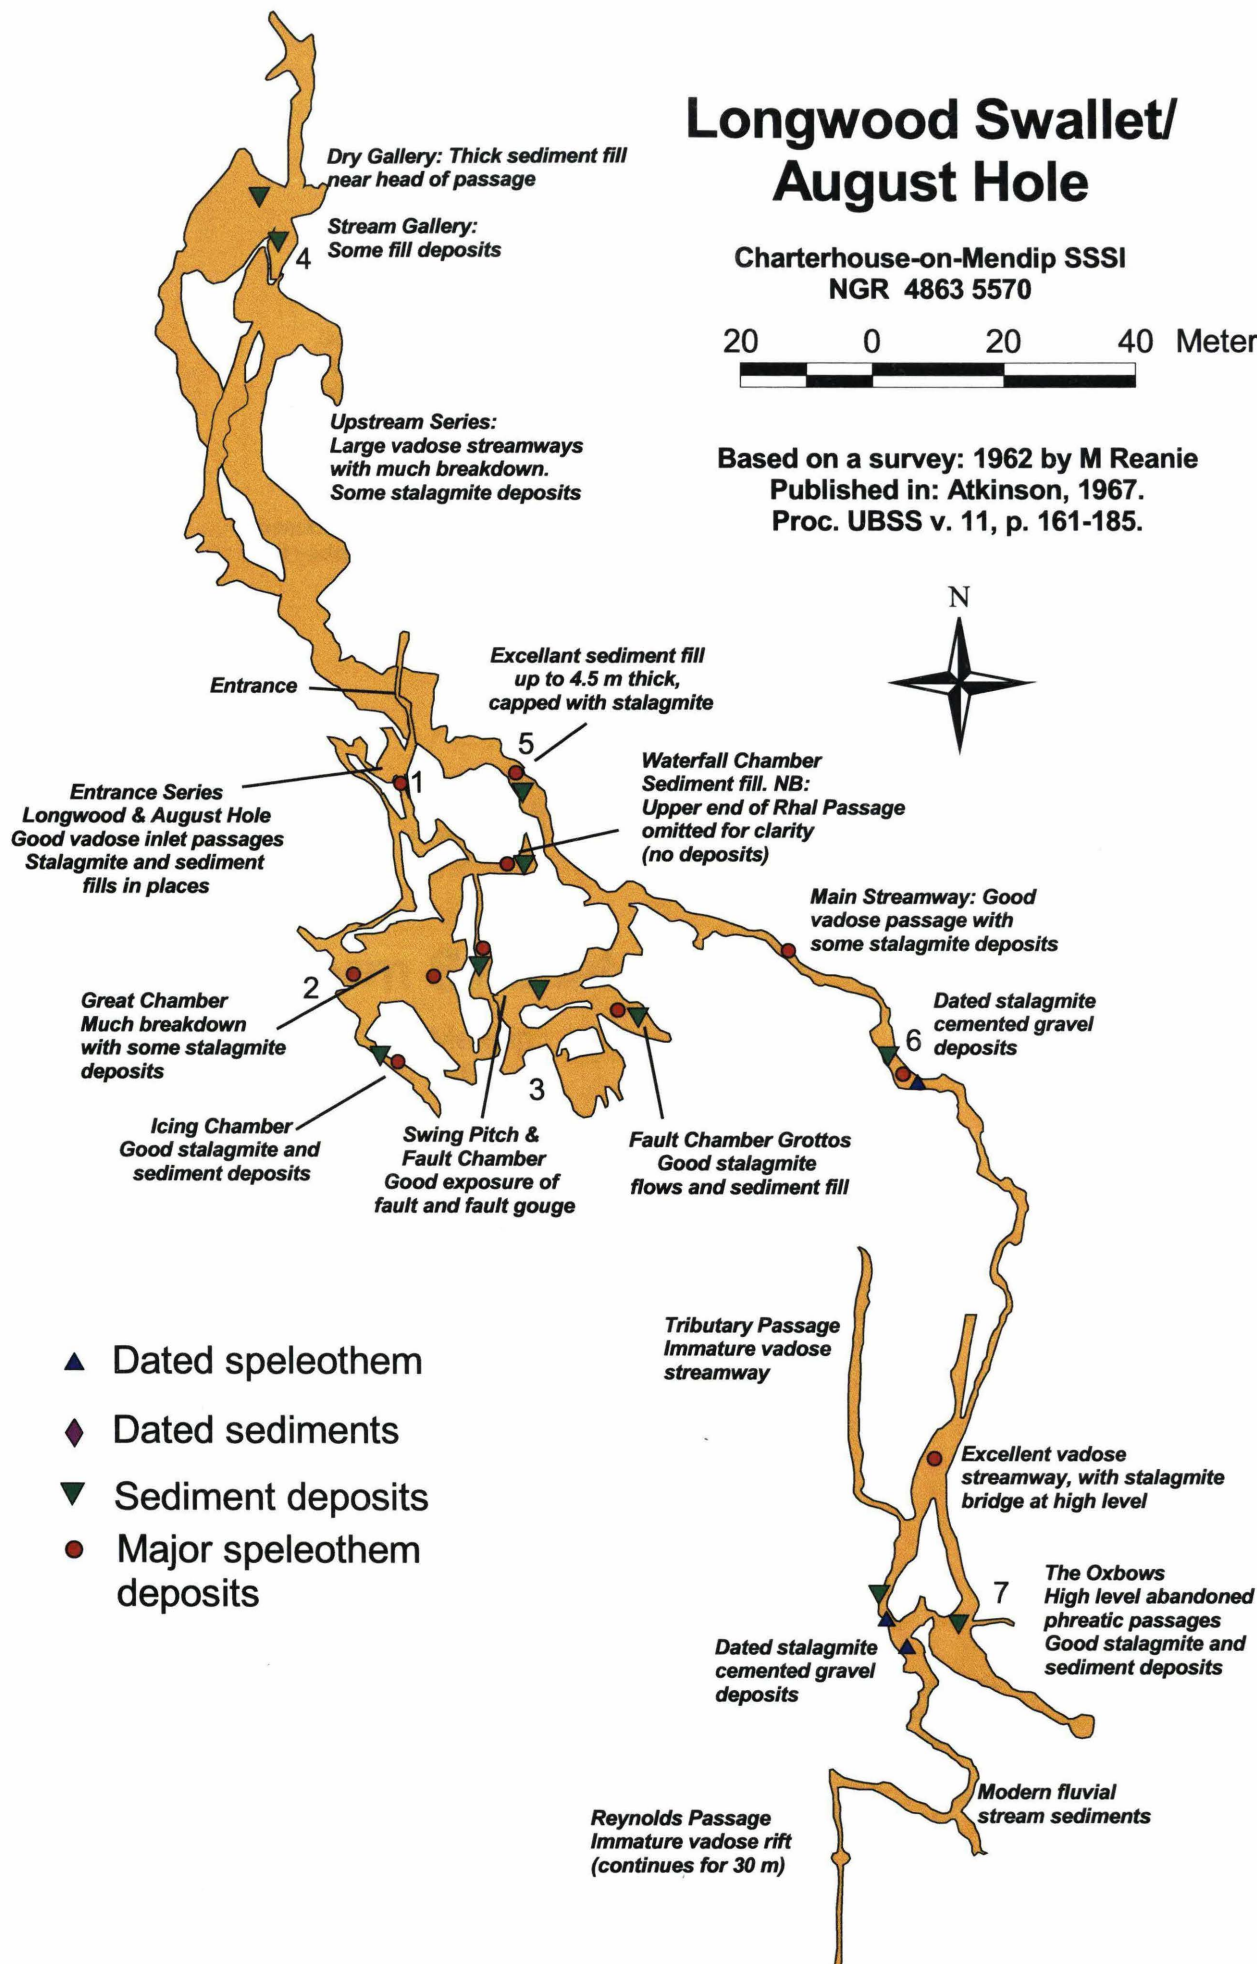 Longwood Swallet/
August Hole
Charterhouse-on-Mendip SSSI
NGR 4863 5570
20 0 20 40 Meter
Based on a survey: 1962 by M Reanie
Published in: Atkinson, 1967.
Proc. UBSS v. 11, p. 161-185.
N
Dry Gallery: Thick sediment fill
near head of passage
Stream Gallery:
Some fill deposits
4
Upstream Series:
Large vadose streamways
with much breakdown.
Some stalagmite deposits
Entrance
Excellant sediment fill
up to 4.5 m thick,
capped with stalagmite
5
Waterfall Chamber
Sediment fill. NB:
Upper end of Rhal Passage
omitted for clarity
(no deposits)
1
Entrance Series
Longwood & August Hole
Good vadose inlet passages
Stalagmite and sediment
fills in places
Main Streamway: Good
vadose passage with
some stalagmite deposits
2
Great Chamber
Much breakdown
with some stalagmite
deposits
Dated stalagmite
cemented gravel
deposits
6
3
Icing Chamber
Good stalagmite and
sediment deposits
Swing Pitch &
Fault Chamber
Good exposure of
fault and fault gouge
Fault Chamber Grottos
Good stalagmite
flows and sediment fill
Tributary Passage
Immature vadose
streamway
Dated speleothem
Dated sediments
Sediment deposits
Major speleothem
deposits
Excellent vadose
streamway, with stalagmite
bridge at high level
7
The Oxbows
High level abandoned
phreatic passages
Good stalagmite and
sediment deposits
Dated stalagmite
cemented gravel
deposits
Modern fluvial
stream sediments
Reynolds Passage
Immature vadose rift
(continues for 30 m)